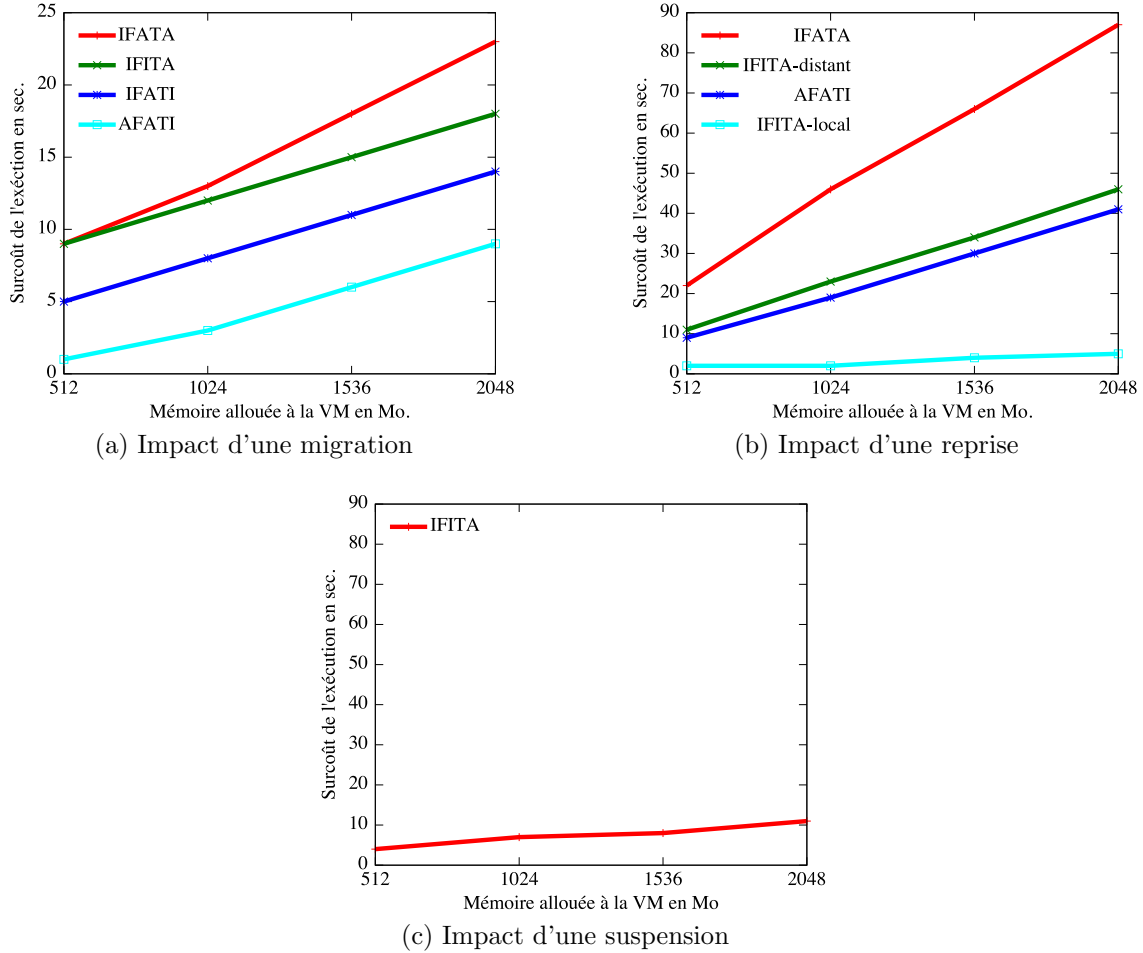 25
20
15
10
5
0
512
1024
1536
2048
Surcoût de l'exéction en sec.
Mémoire allouée à la VM en Mo.
IFATA
IFITA
IFATI
AFATI
(a) Impact d'une migration
90
80
70
60
50
40
30
20
10
0
512
1024
1536
2048
Surcoût de l'exécution en sec.
Mémoire allouée à la VM en Mo.
IFATA
IFITA-distant
AFATI
IFITA-local
(b) Impact d'une reprise
90
80
70
60
50
40
30
20
10
0
512
1024
1536
2048
Surcoût de l'exécution en sec.
Mémoire allouée à la VM en Mo
IFITA
(c) Impact d'une suspension